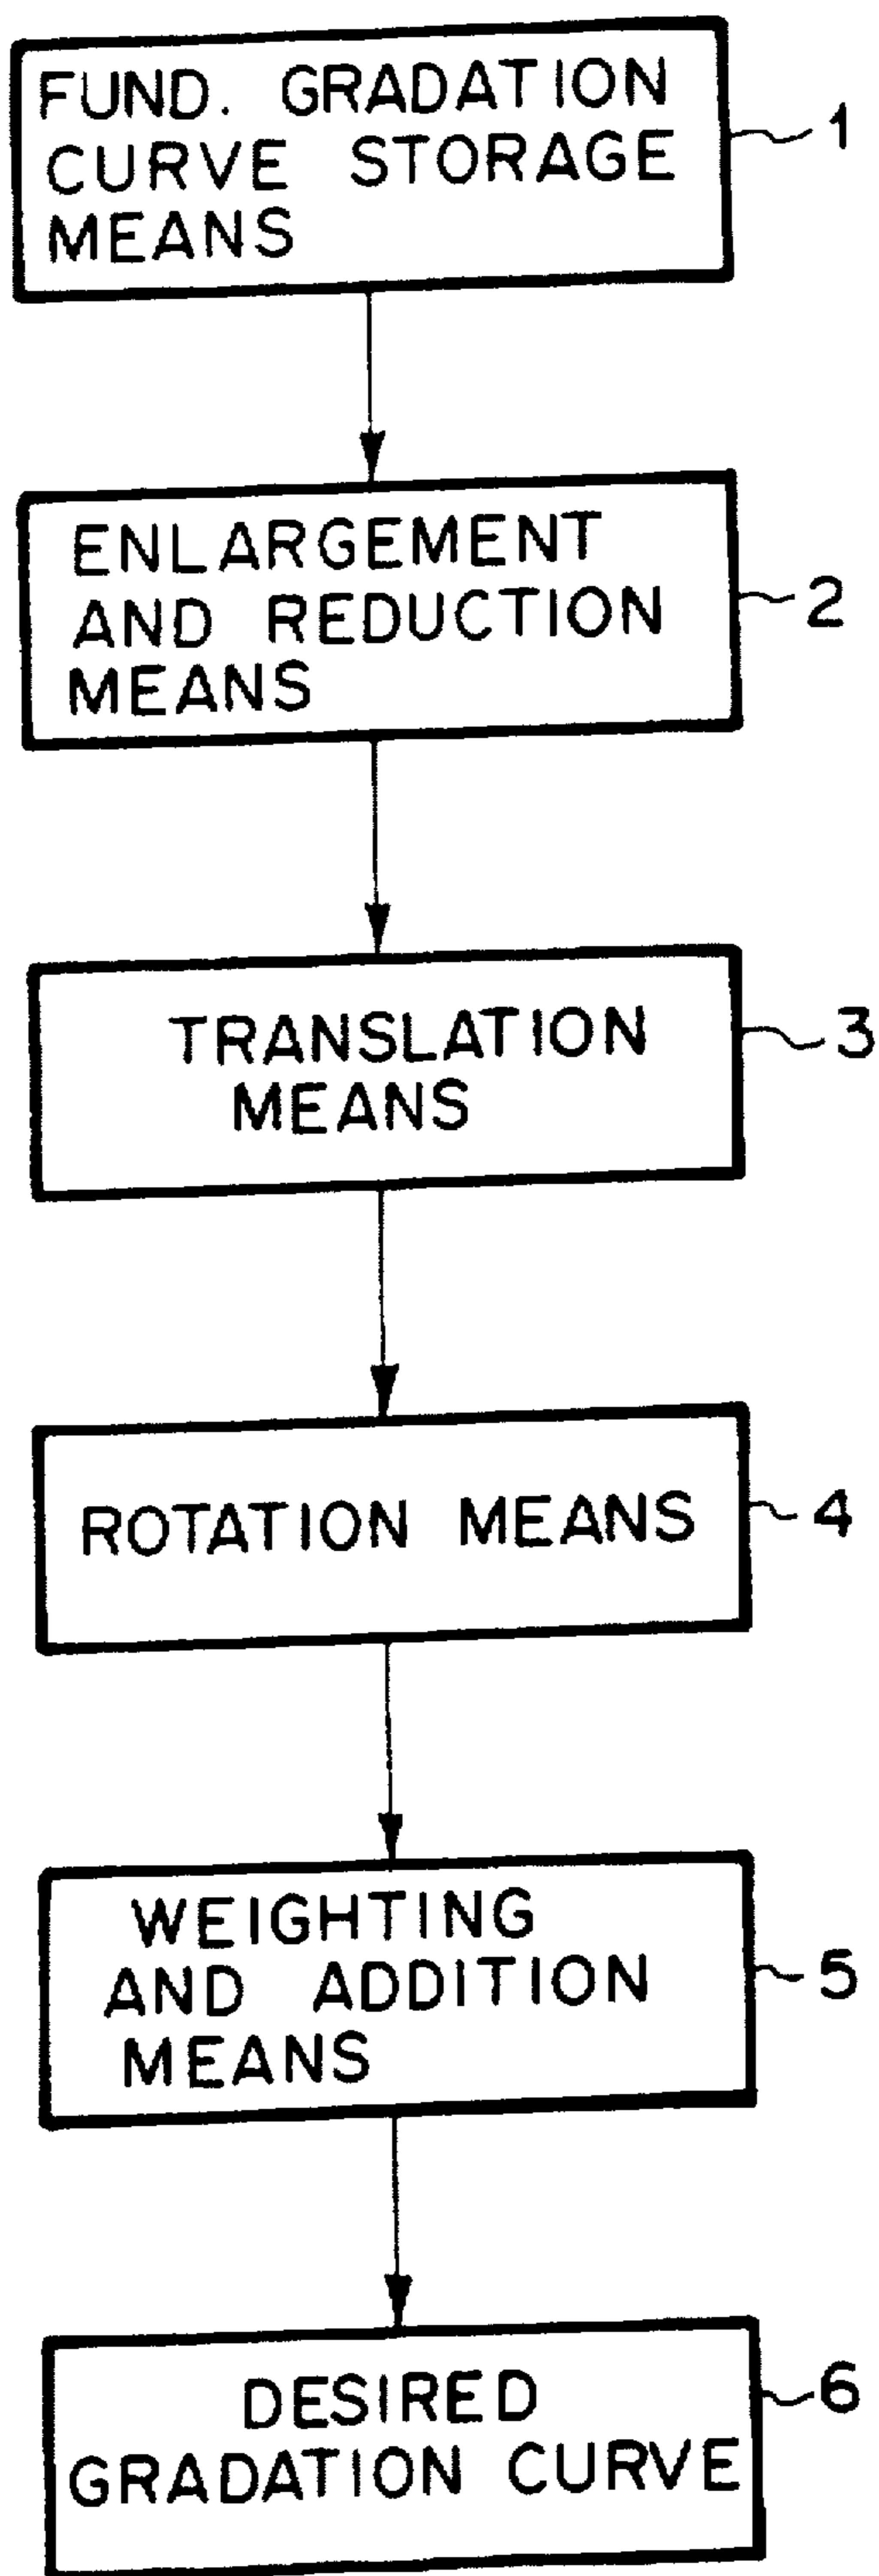 FUND. GRADATION
CURVE STORAGE
MEANS
1
ENLARGEMENT
AND REDUCTION
MEANS
2
TRANSLATION
MEANS
3
ROTATION MEANS
4
WEIGHTING
AND ADDITION
MEANS
5
DESIRED
GRADATION CURVE
6